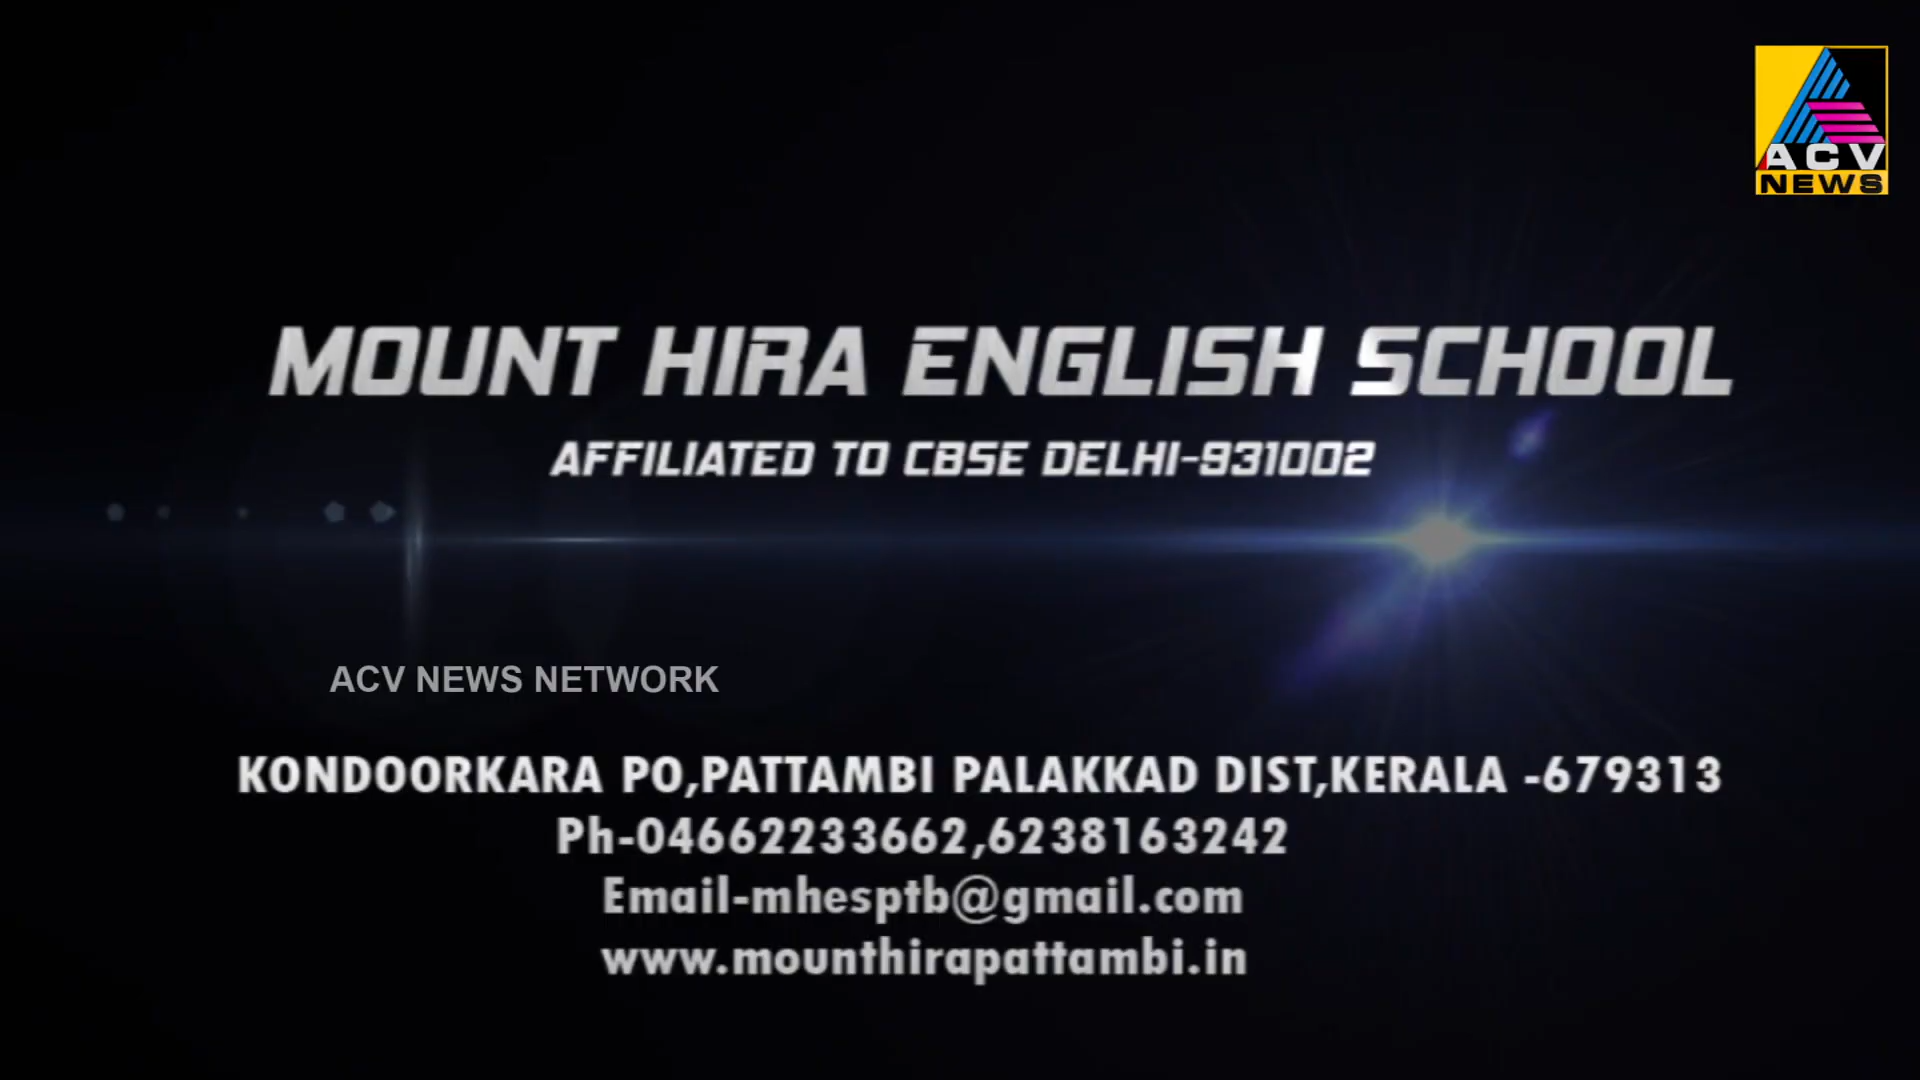 ACV
NEWS
MOUNT HIRA ENGLISH SCHOOL
AFFILIATED TO CBSE DELHI-931002
ACV NEWS NETWORK
KONDOORKARA PO,PATTAMBI PALAKKAD DIST,KERALA -679313
Ph-04662233662,6238163242
Email-mhesptb@gmail.com
www.mounthirapattambi.in